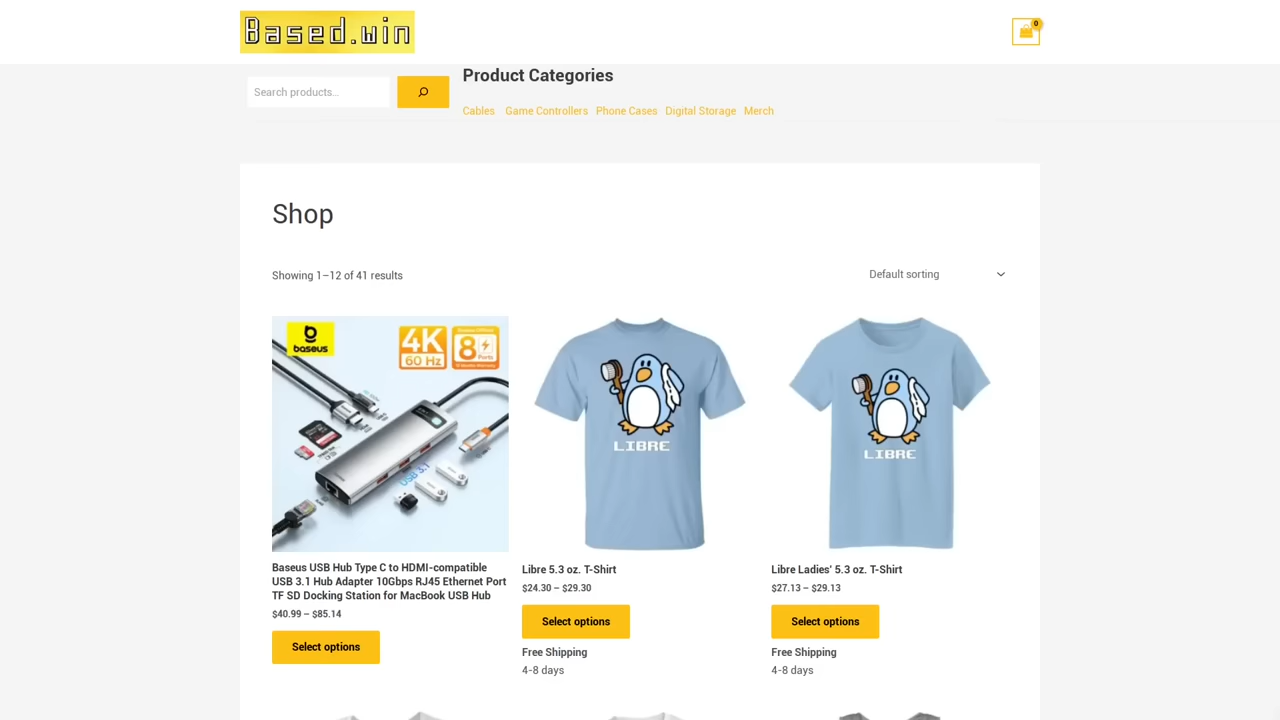 Based.win
0
Search products…
Product Categories
Cables Game Controllers Phone Cases Digital Storage Merch
Shop
Showing 1–12 of 41 results
Default sorting
baseus
4K
60 Hz
8
Ports
USB 3.1
LIBRE
LIBRE
Baseus USB Hub Type C to HDMI-compatible
USB 3.1 Hub Adapter 10Gbps RJ45 Ethernet Port
TF SD Docking Station for MacBook USB Hub
$40.99 – $85.14
Select options
Libre 5.3 oz. T-Shirt
$24.30 – $29.30
Select options
Free Shipping
4-8 days
Libre Ladies' 5.3 oz. T-Shirt
$27.13 – $29.13
Select options
Free Shipping
4-8 days